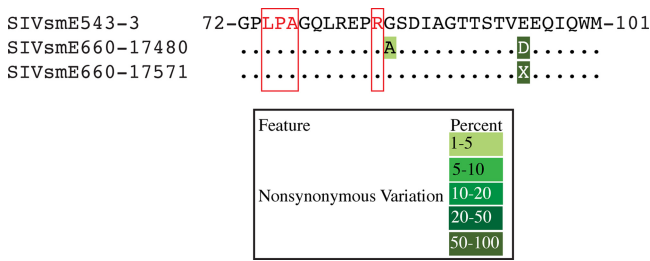 SIVsmE543-3 72-GPLPAGQLREPRGSDIAGTTSTVEEQIQWM-101
SIVsmE660-17480 ............A..........D......
SIVsmE660-17571 .......................X......
Feature Percent
1-5
5-10
Nonsynonymous Variation 10-20
20-50
50-100